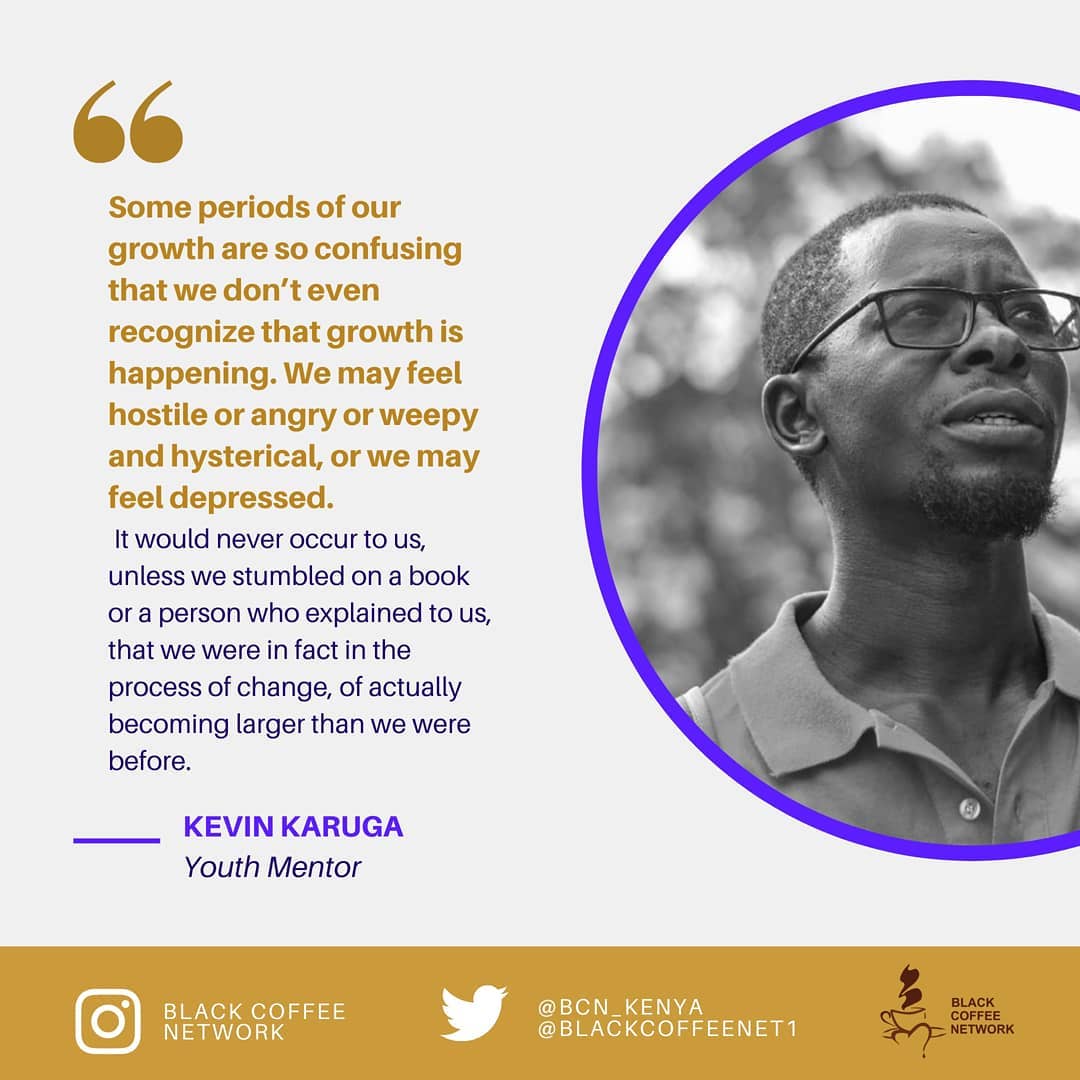 Some periods of our
growth are so confusing
that we don’t even
recognize that growth is
happening. We may feel
hostile or angry or weepy
and hysterical, or we may
feel depressed.
It would never occur to us,
unless we stumbled on a book
or a person who explained to us,
that we were in fact in the
process of change, of actually
becoming larger than we were
before.
KEVIN KARUGA
Youth Mentor
BLACK COFFEE
NETWORK
@BCN_KENYA
@BLACKCOFFEENET1
BLACK
COFFEE
NETWORK